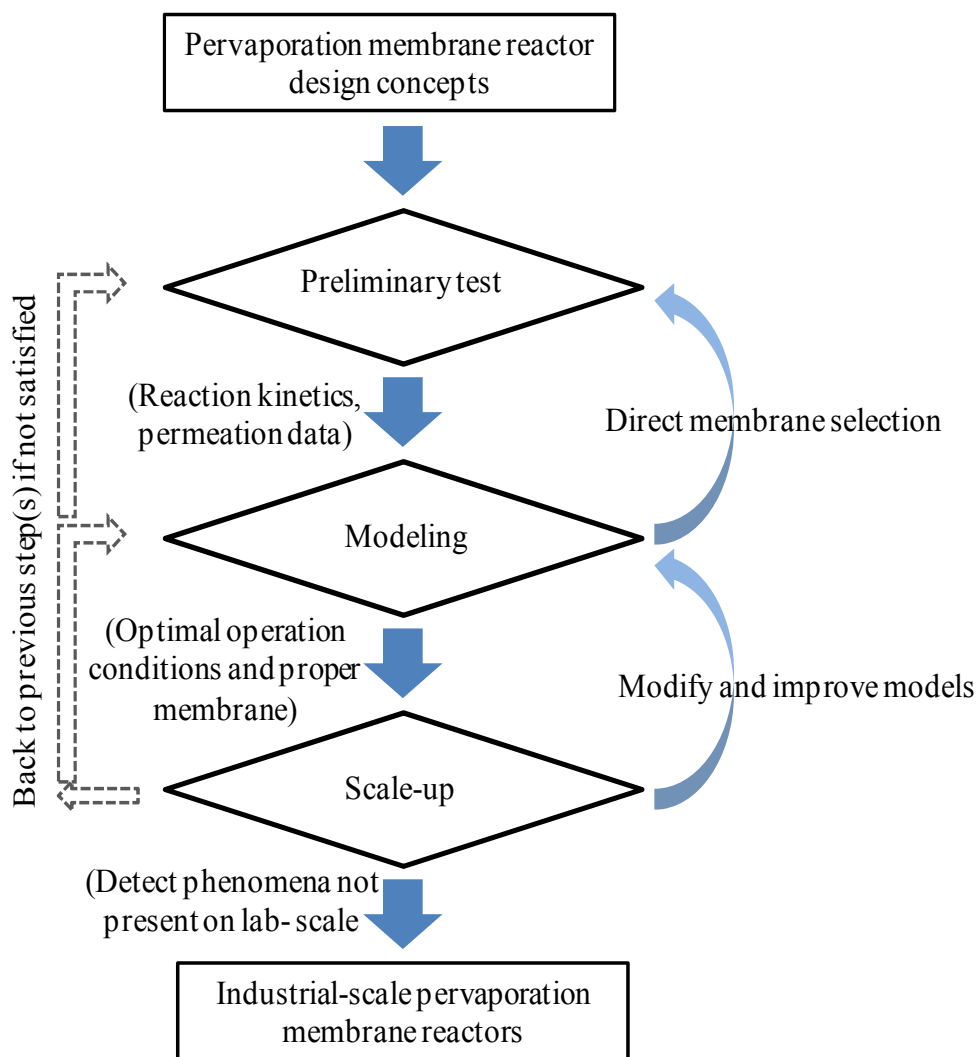 Pervaporation membrane reactor
design concepts
Preliminary test
(Reaction kinetics,
permeation data)
Direct membrane selection
Back to previous step(s) if not satisfied
Modeling
(Optimal operation
conditions and proper
membrane)
Modify and improve models
Scale-up
(Detect phenomena not
present on lab- scale
Industrial-scale pervaporation
membrane reactors